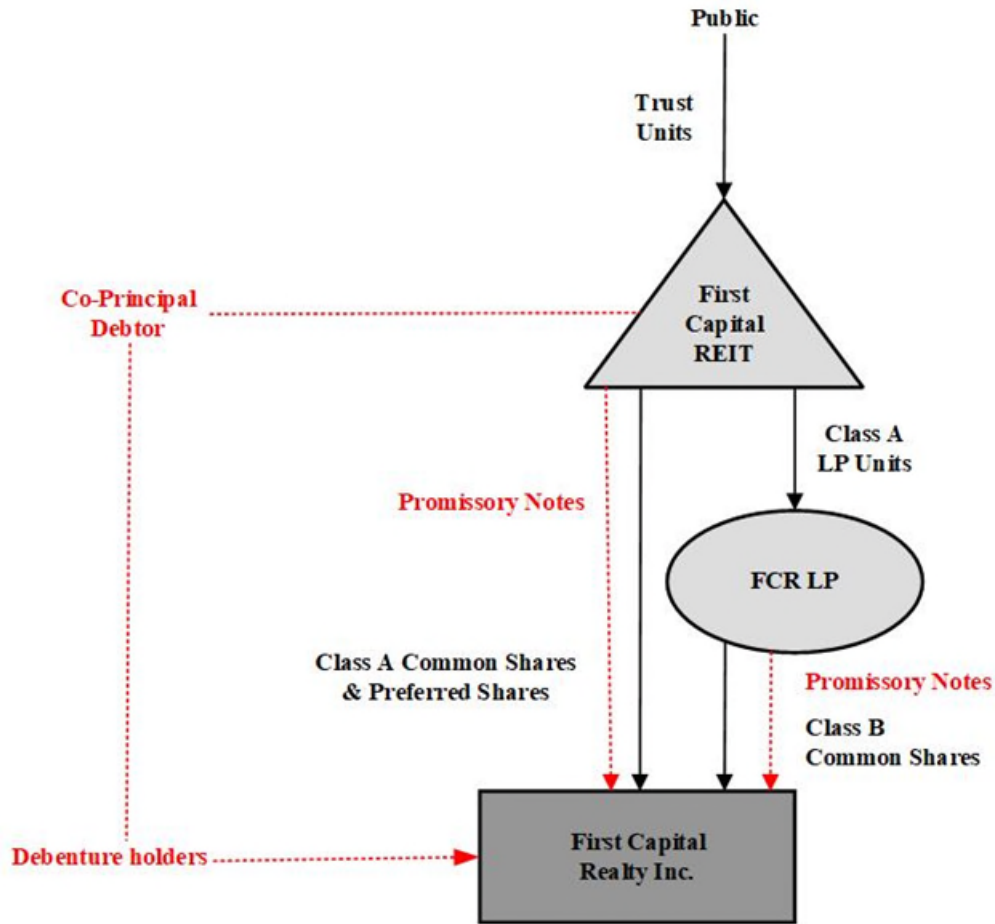 Public
Trust
Units
Co-Principal
Debtor
First
Capital
REIT
Class A
LP Units
Promissory Notes
FCR LP
Class A Common Shares
& Preferred Shares
Promissory Notes
Class B
Common Shares
First Capital
Realty Inc.
Debenture holders